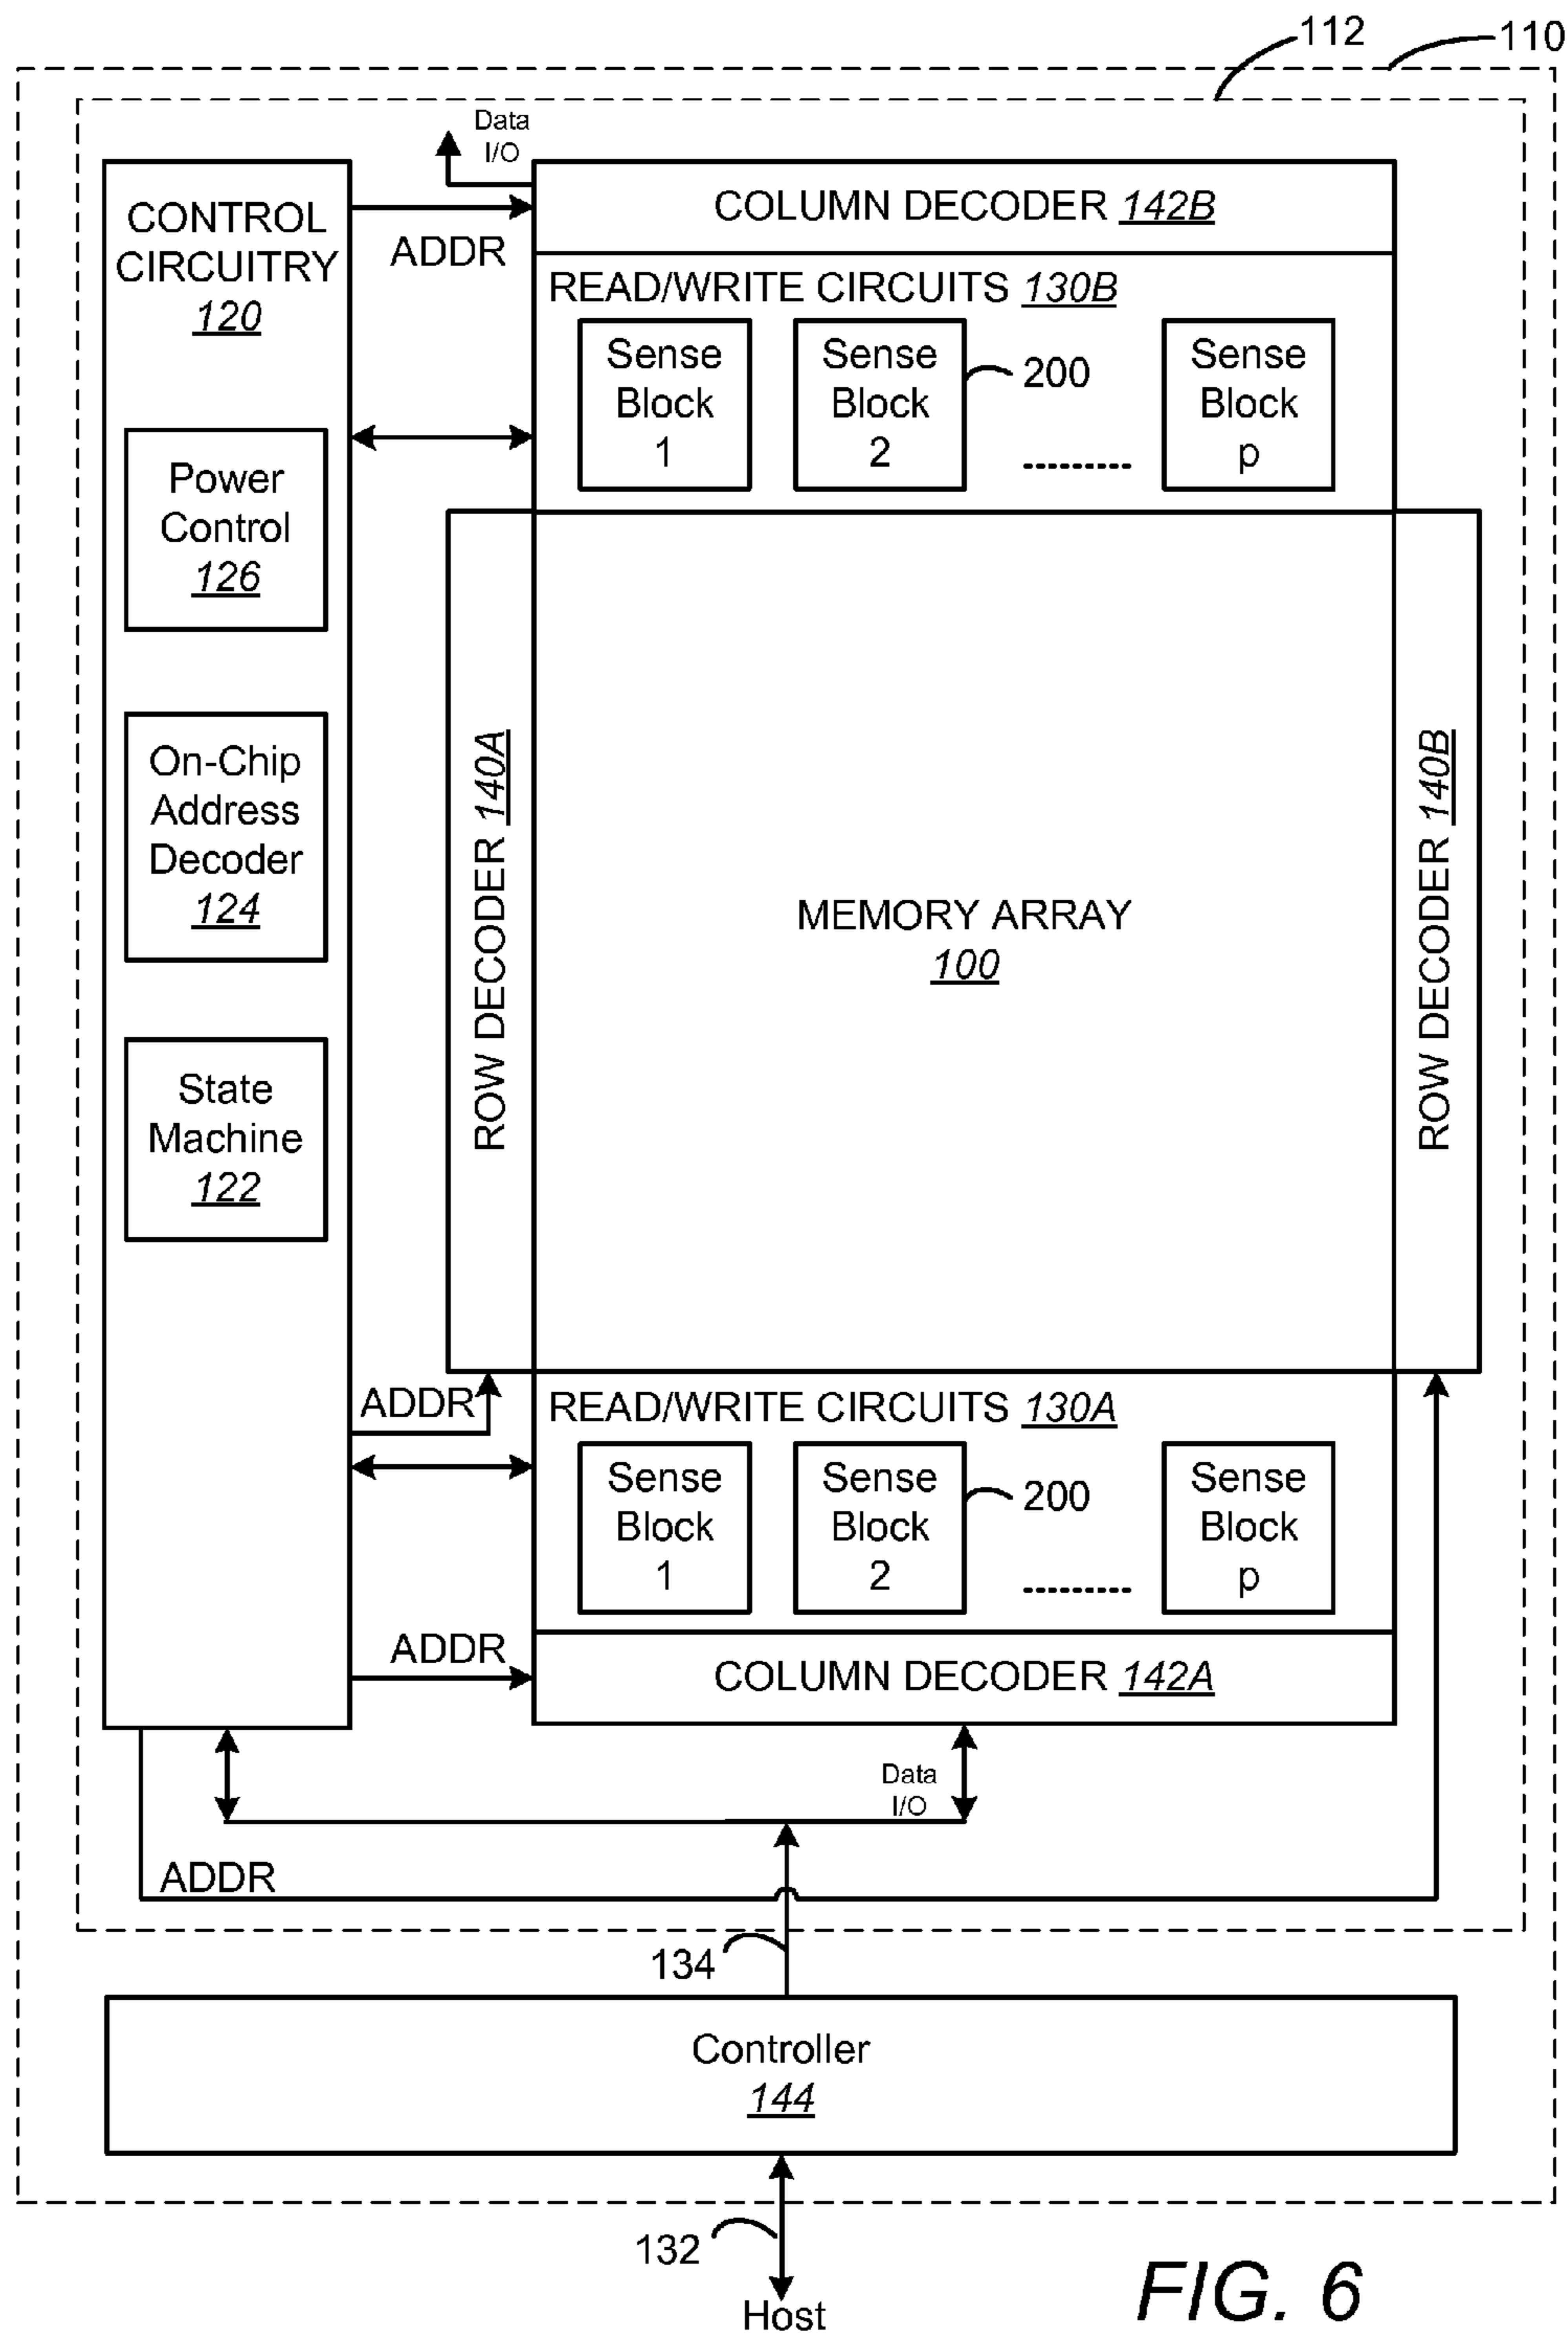 112
110
Data
I/O
CONTROL
CIRCUITRY
120
ADDR
COLUMN DECODER 142B
READ/WRITE CIRCUITS 130B
Sense
Block
1
Sense
Block
2
200
Sense
Block
p
Power
Control
126
On-Chip
Address
Decoder
124
State
Machine
122
ROW DECODER 140A
MEMORY ARRAY
100
ROW DECODER 140B
ADDR
READ/WRITE CIRCUITS 130A
Sense
Block
1
Sense
Block
2
200
Sense
Block
p
ADDR
COLUMN DECODER 142A
Data
I/O
ADDR
134
Controller
144
132
Host
FIG. 6